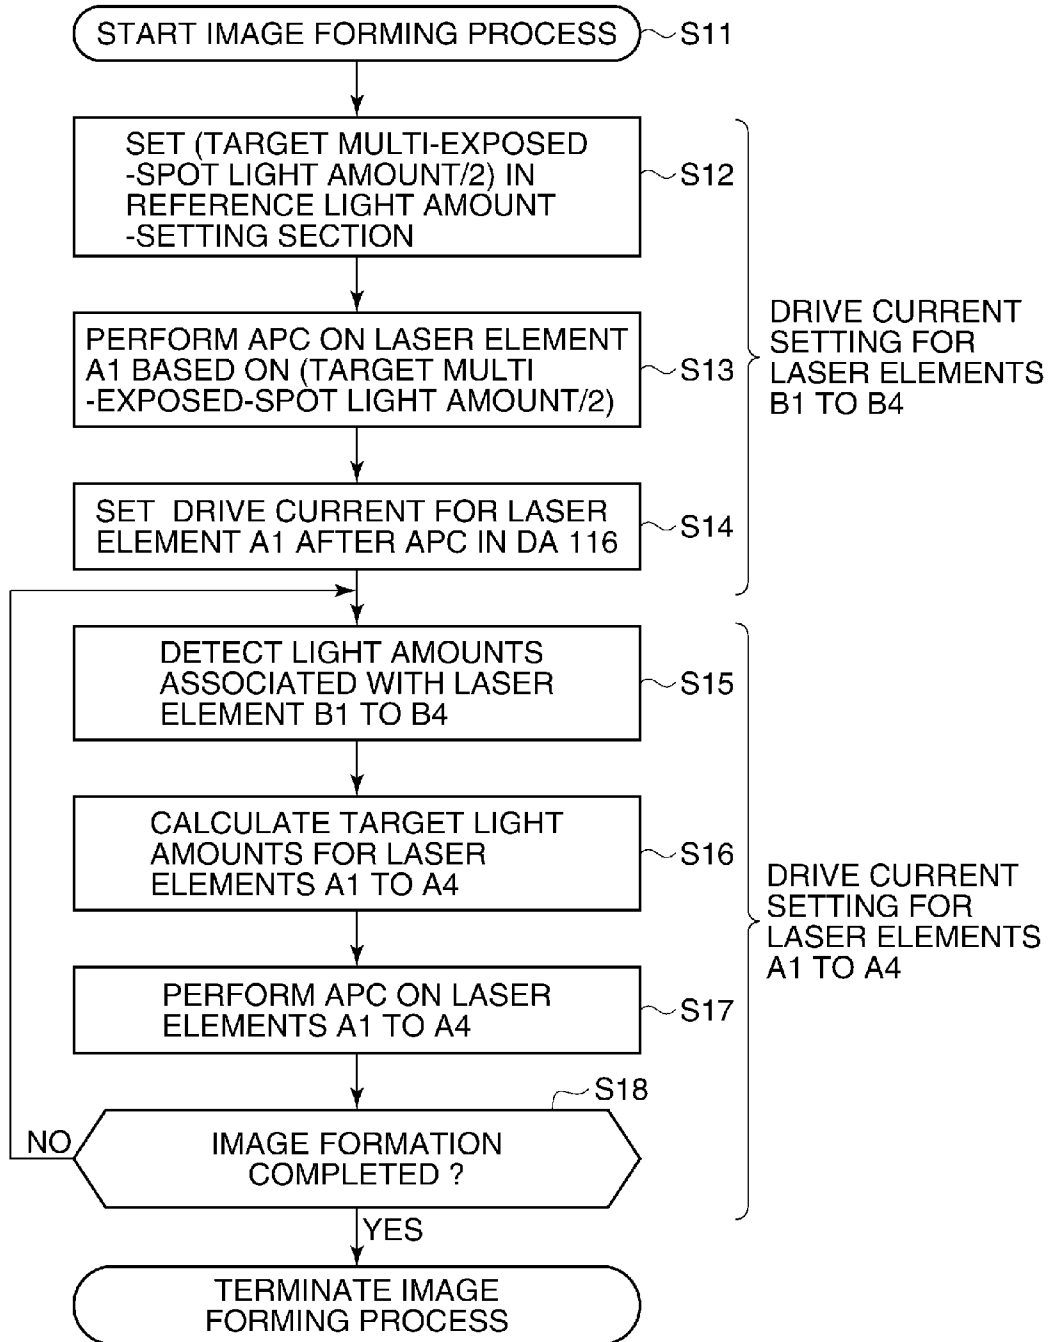 START IMAGE FORMING PROCESS
S11
SET (TARGET MULTI-EXPOSED
-SPOT LIGHT AMOUNT/2) IN
REFERENCE LIGHT AMOUNT
-SETTING SECTION
S12
PERFORM APC ON LASER ELEMENT
A1 BASED ON (TARGET MULTI
-EXPOSED-SPOT LIGHT AMOUNT/2)
S13
SET DRIVE CURRENT FOR LASER
ELEMENT A1 AFTER APC IN DA 116
S14
DRIVE CURRENT
SETTING FOR
LASER ELEMENTS
B1 TO B4
DETECT LIGHT AMOUNTS
ASSOCIATED WITH LASER
ELEMENT B1 TO B4
S15
CALCULATE TARGET LIGHT
AMOUNTS FOR LASER
ELEMENTS A1 TO A4
S16
PERFORM APC ON LASER
ELEMENTS A1 TO A4
S17
DRIVE CURRENT
SETTING FOR
LASER ELEMENTS
A1 TO A4
S18
NO
IMAGE FORMATION
COMPLETED ?
YES
TERMINATE IMAGE
FORMING PROCESS